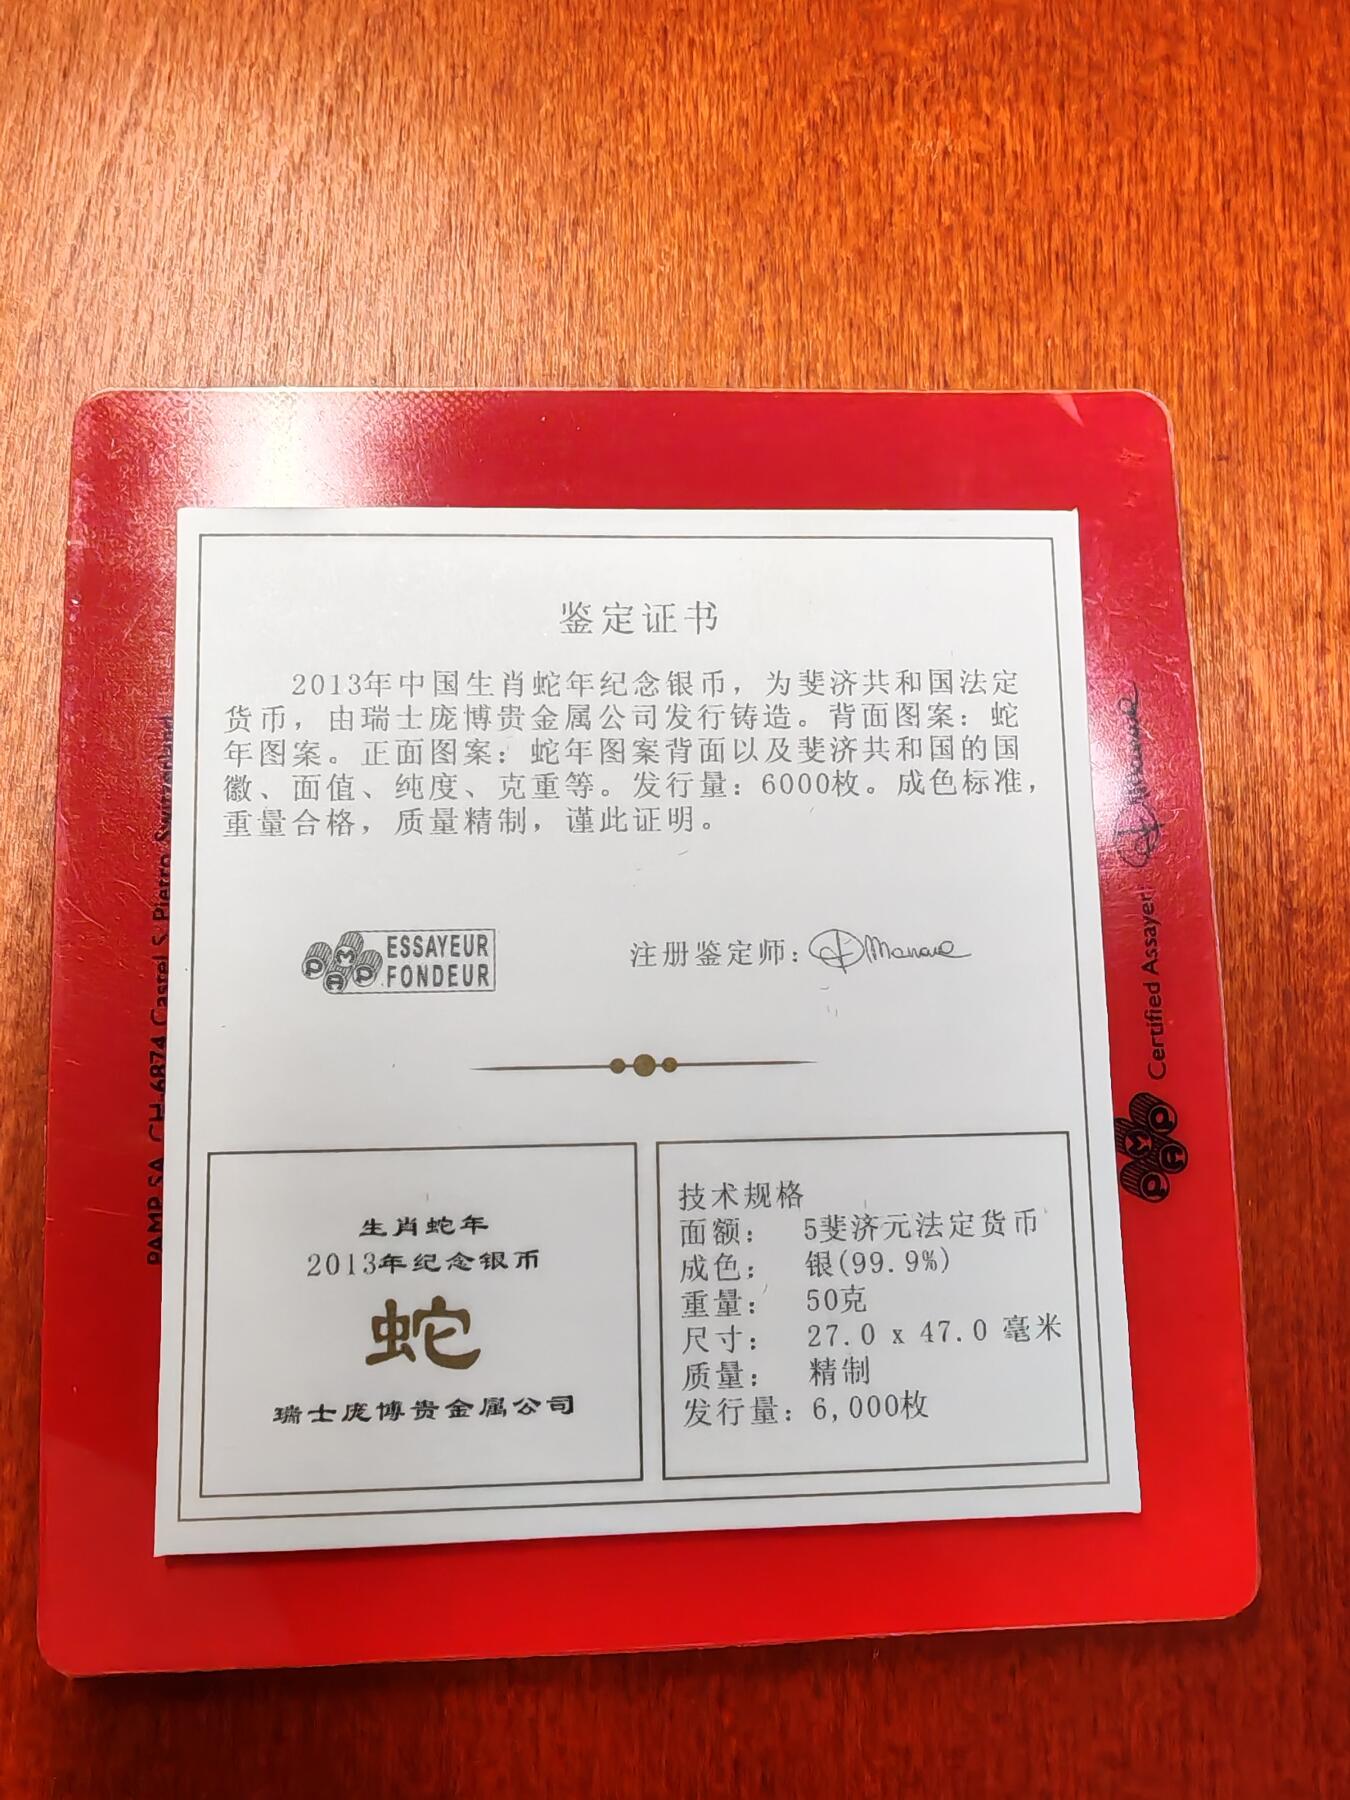 鉴定证书
2013年中国生肖蛇年纪念银币，为斐济共和国法定
货币，由瑞士庞博贵金属公司发行铸造。背面图案：蛇
年图案。正面图案：蛇年图案背面以及斐济共和国的国
徽、面值、纯度、克重等。发行量：6000枚。成色标准，
重量合格，质量精制，谨此证明。
PAMP
ESSAYEUR
FONDEUR
注册鉴定师：
生肖蛇年
2013年纪念银币
蛇
瑞士庞博贵金属公司
技术规格
面额： 5斐济元法定货币
成色： 银(99.9%)
重量： 50克
尺寸： 27.0 x 47.0 毫米
质量： 精制
发行量：6,000枚
PAMP SA, CH-6874 Castel S. Pietro Switzerland
PAMP
Certified Assayer: